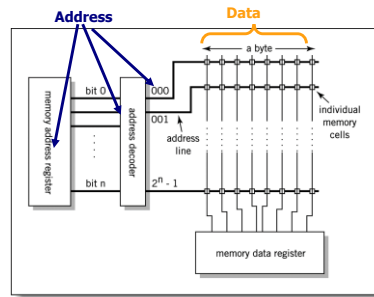 Address
Data
a byte
bit 0
000
001
address
line
individual
memory
cells
memory address register
address decoder
bit n
2ⁿ - 1
memory data register